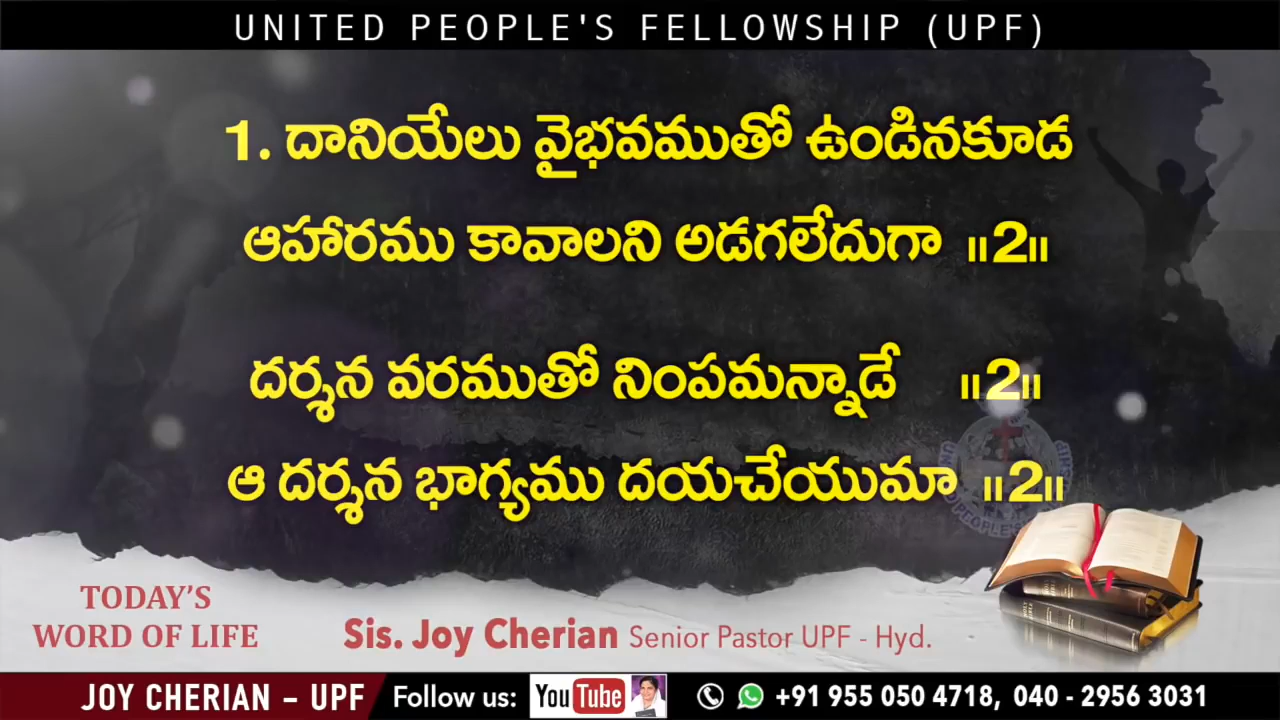 UNITED PEOPLE'S FELLOWSHIP (UPF)
1. దానియేలు వైభవముతో ఉండినకూడ
ఆహారము కావాలని అడగలేదుగా ॥2॥
దర్శన వరముతో నింపమన్నాడే ॥2॥
ఆ దర్శన భాగ్యము దయచేయుమా ॥2॥
TODAY'S
WORD OF LIFE
Sis. Joy Cherian Senior Pastor UPF - Hyd.
JOY CHERIAN – UPF Follow us: YouTube +91 955 050 4718, 040 - 2956 3031